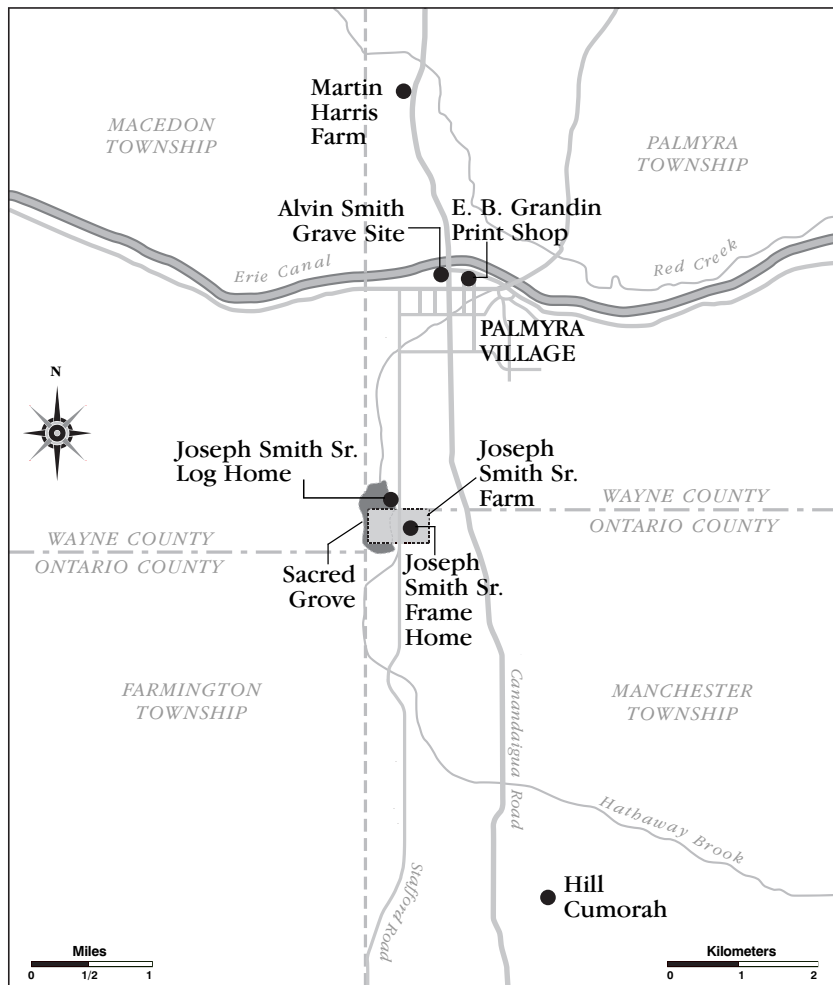 Martin
Harris
Farm
MACEDON
TOWNSHIP
PALMYRA
TOWNSHIP
Alvin Smith
Grave Site
E. B. Grandin
Print Shop
Erie Canal
Red Creek
PALMYRA
VILLAGE
N
Joseph Smith Sr.
Log Home
Joseph
Smith Sr.
Farm
WAYNE COUNTY
ONTARIO COUNTY
WAYNE COUNTY
ONTARIO COUNTY
Sacred
Grove
Joseph
Smith Sr.
Frame
Home
FARMINGTON
TOWNSHIP
Canandaigua Road
MANCHESTER
TOWNSHIP
Hathaway Brook
Stafford Road
Hill
Cumorah
Miles
0 1/2 1
Kilometers
0 1 2